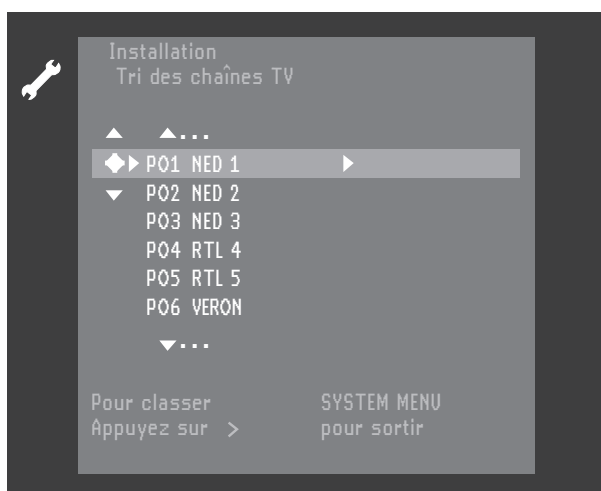 Installation
Tri des chaînes TV
...
P01 NED 1
P02 NED 2
P03 NED 3
P04 RTL 4
P05 RTL 5
P06 VERON
...
Pour classer SYSTEM MENU
Appuyez sur > pour sortir